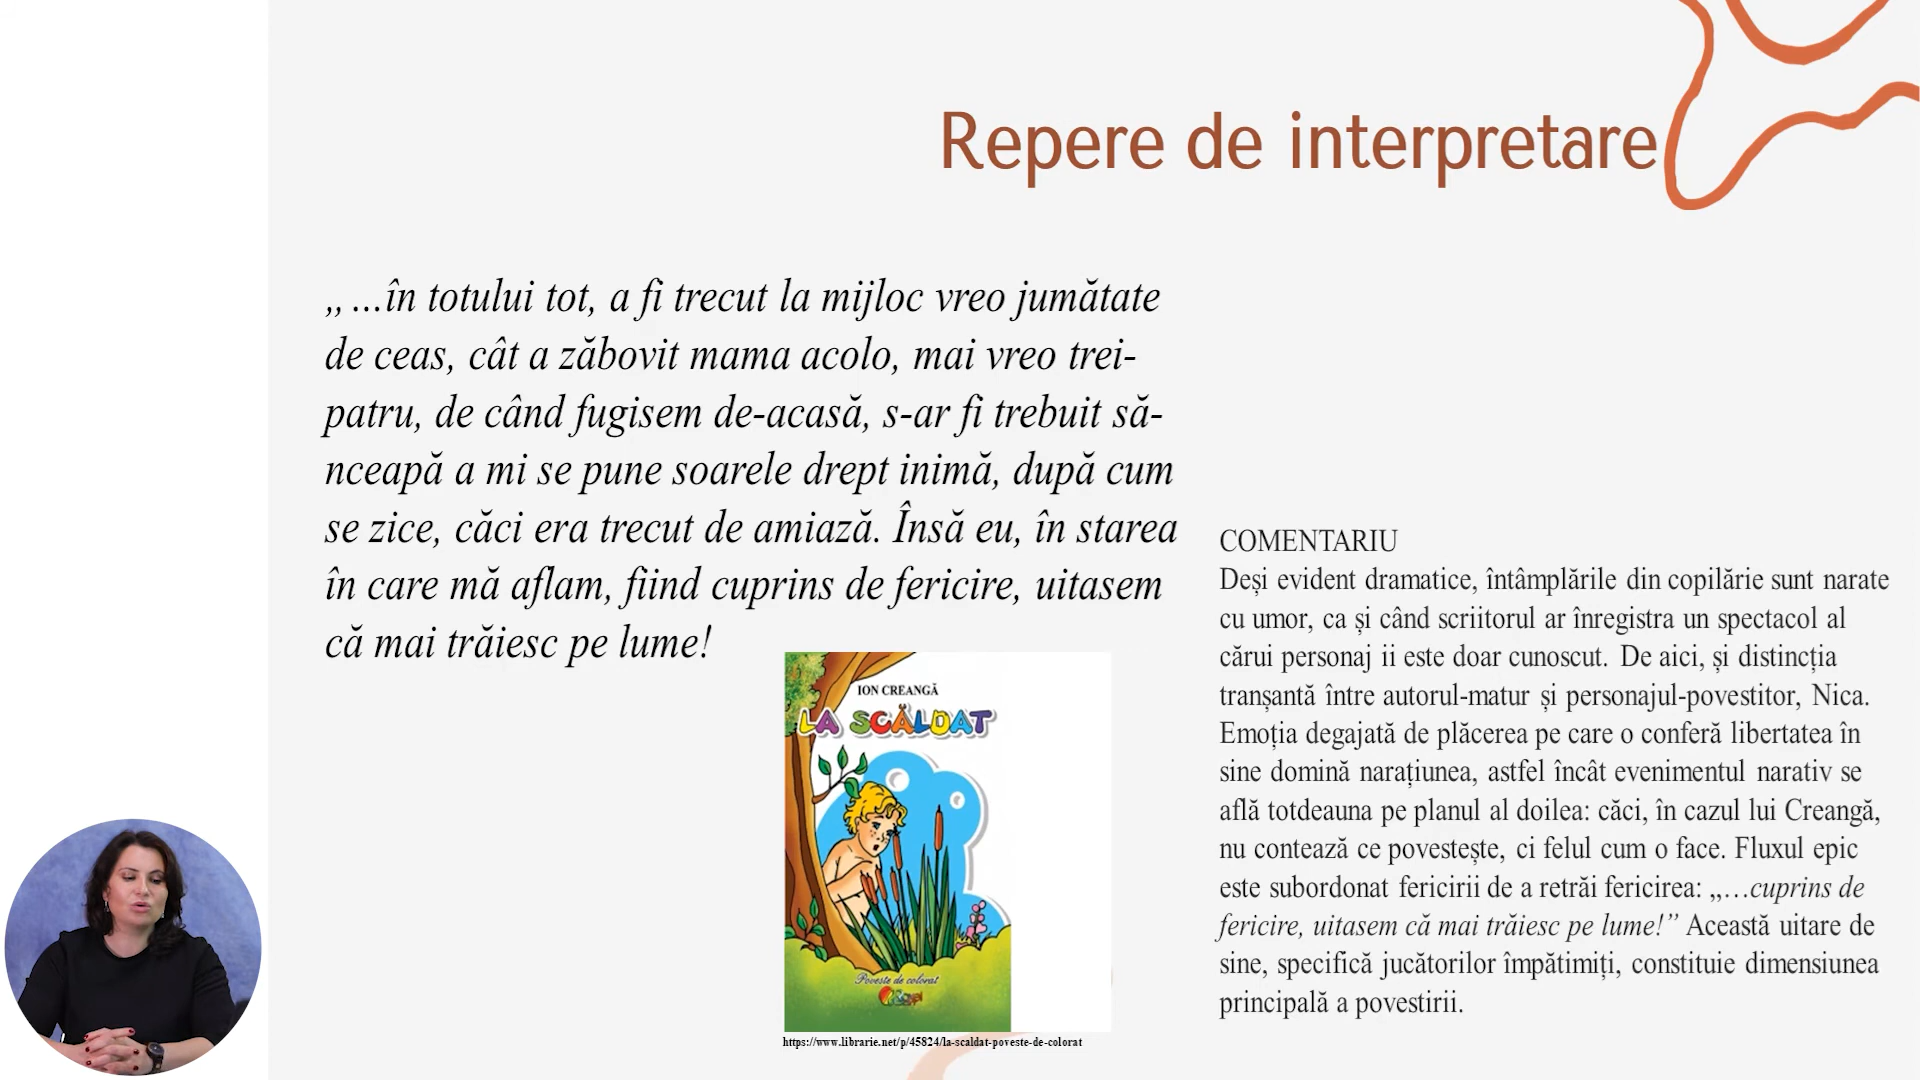 Repere de interpretare
„ ...în totului tot, a fi trecut la mijloc vreo jumătate
de ceas, cât a zăbovit mama acolo, mai vreo trei-
patru, de când fugisem de-acasă, s-ar fi trebuit să-
nceapă a mi se pune soarele drept inimă, după cum
se zice, căci era trecut de amiază. Însă eu, în starea
în care mă aflam, fiind cuprins de fericire, uitasem
că mai trăiesc pe lume!
ION CREANGĂ
LA SCĂLDAT
Poveste de colorat
https://www.librarie.net/p/45824/la-scaldat-poveste-de-colorat
COMENTARIU
Deși evident dramatice, întâmplările din copilărie sunt narate
cu umor, ca și când scriitorul ar înregistra un spectacol al
cărui personaj ii este doar cunoscut. De aici, și distincția
tranșantă între autorul-matur și personajul-povestitor, Nica.
Emoția degajată de plăcerea pe care o conferă libertatea în
sine domină narațiunea, astfel încât evenimentul narativ se
află totdeauna pe planul al doilea: căci, în cazul lui Creangă,
nu contează ce povestește, ci felul cum o face. Fluxul epic
este subordonat fericirii de a retrăi fericirea: „…cuprins de
fericire, uitasem că mai trăiesc pe lume!” Această uitare de
sine, specifică jucătorilor împătimiți, constituie dimensiunea
principală a povestirii.